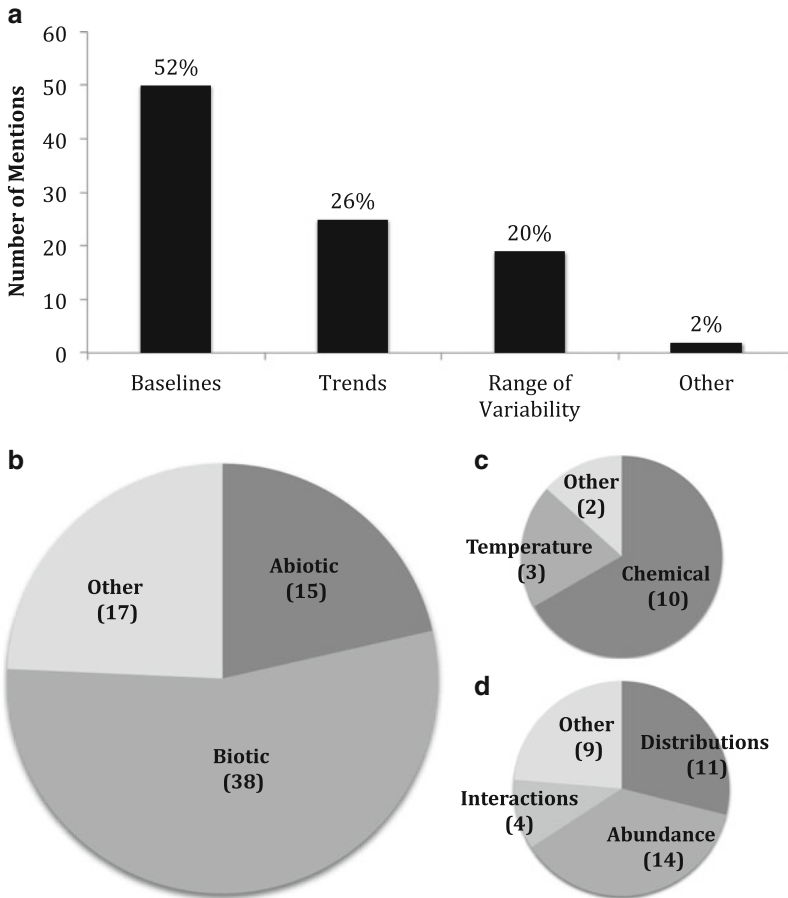 a
Number of Mentions
60
50
40
30
20
10
0
52%
26%
20%
2%
Baselines
Trends
Range of
Variability
Other
b
Other
(17)
Abiotic
(15)
Biotic
(38)
c
Other
(2)
Temperature
(3)
Chemical
(10)
d
Other
(9)
Distributions
(11)
Interactions
(4)
Abundance
(14)